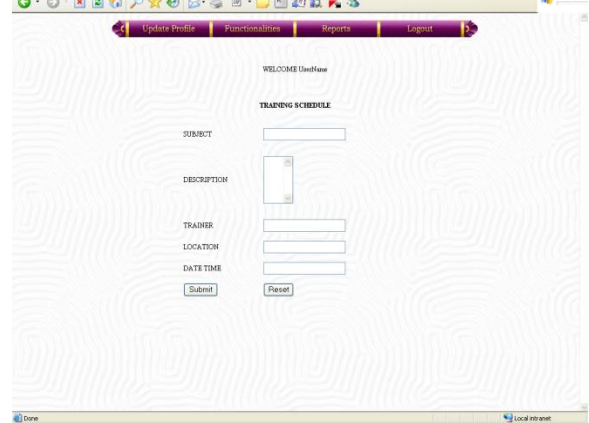 Update Profile Functionalities Reports Logout
WELCOME UserName
TRAINING SCHEDULE
SUBJECT
DESCRIPTION
TRAINER
LOCATION
DATE TIME
Submit Reset
Done Local intranet